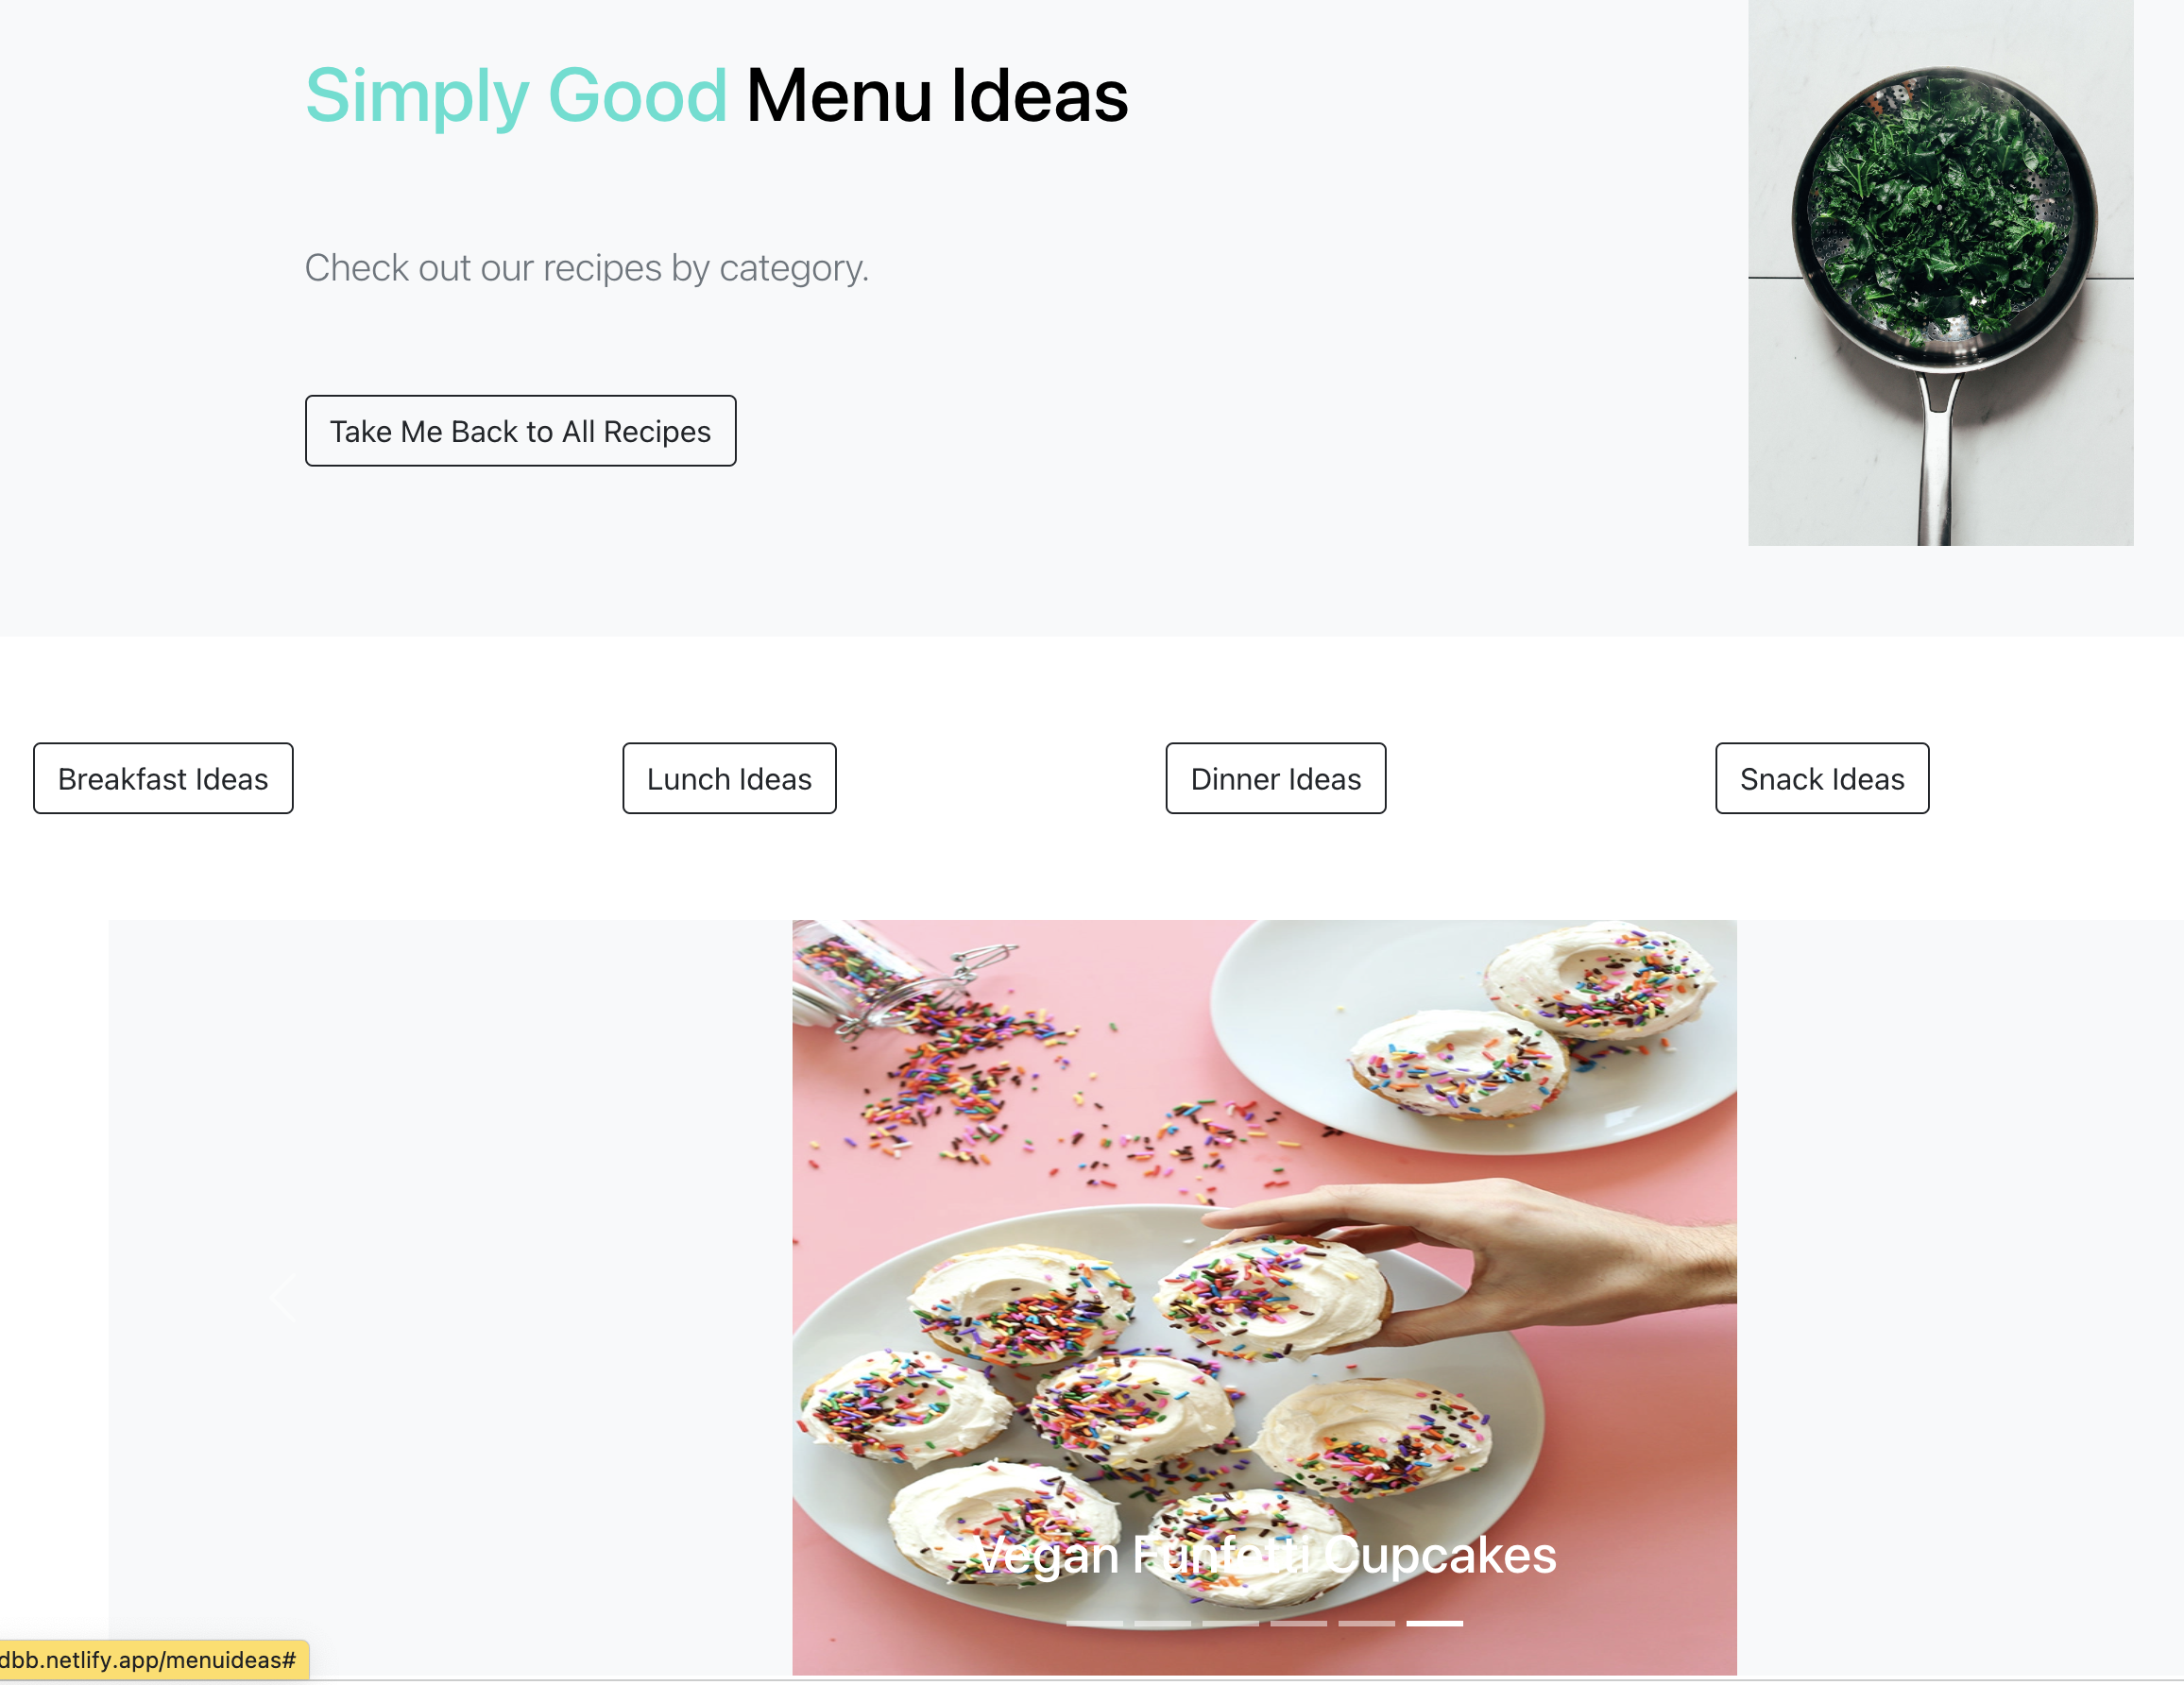 Simply Good Menu Ideas
Check out our recipes by category.
Take Me Back to All Recipes
Breakfast Ideas
Lunch Ideas
Dinner Ideas
Snack Ideas
Vegan Funfetti Cupcakes
dbb.netlify.app/menuideas#